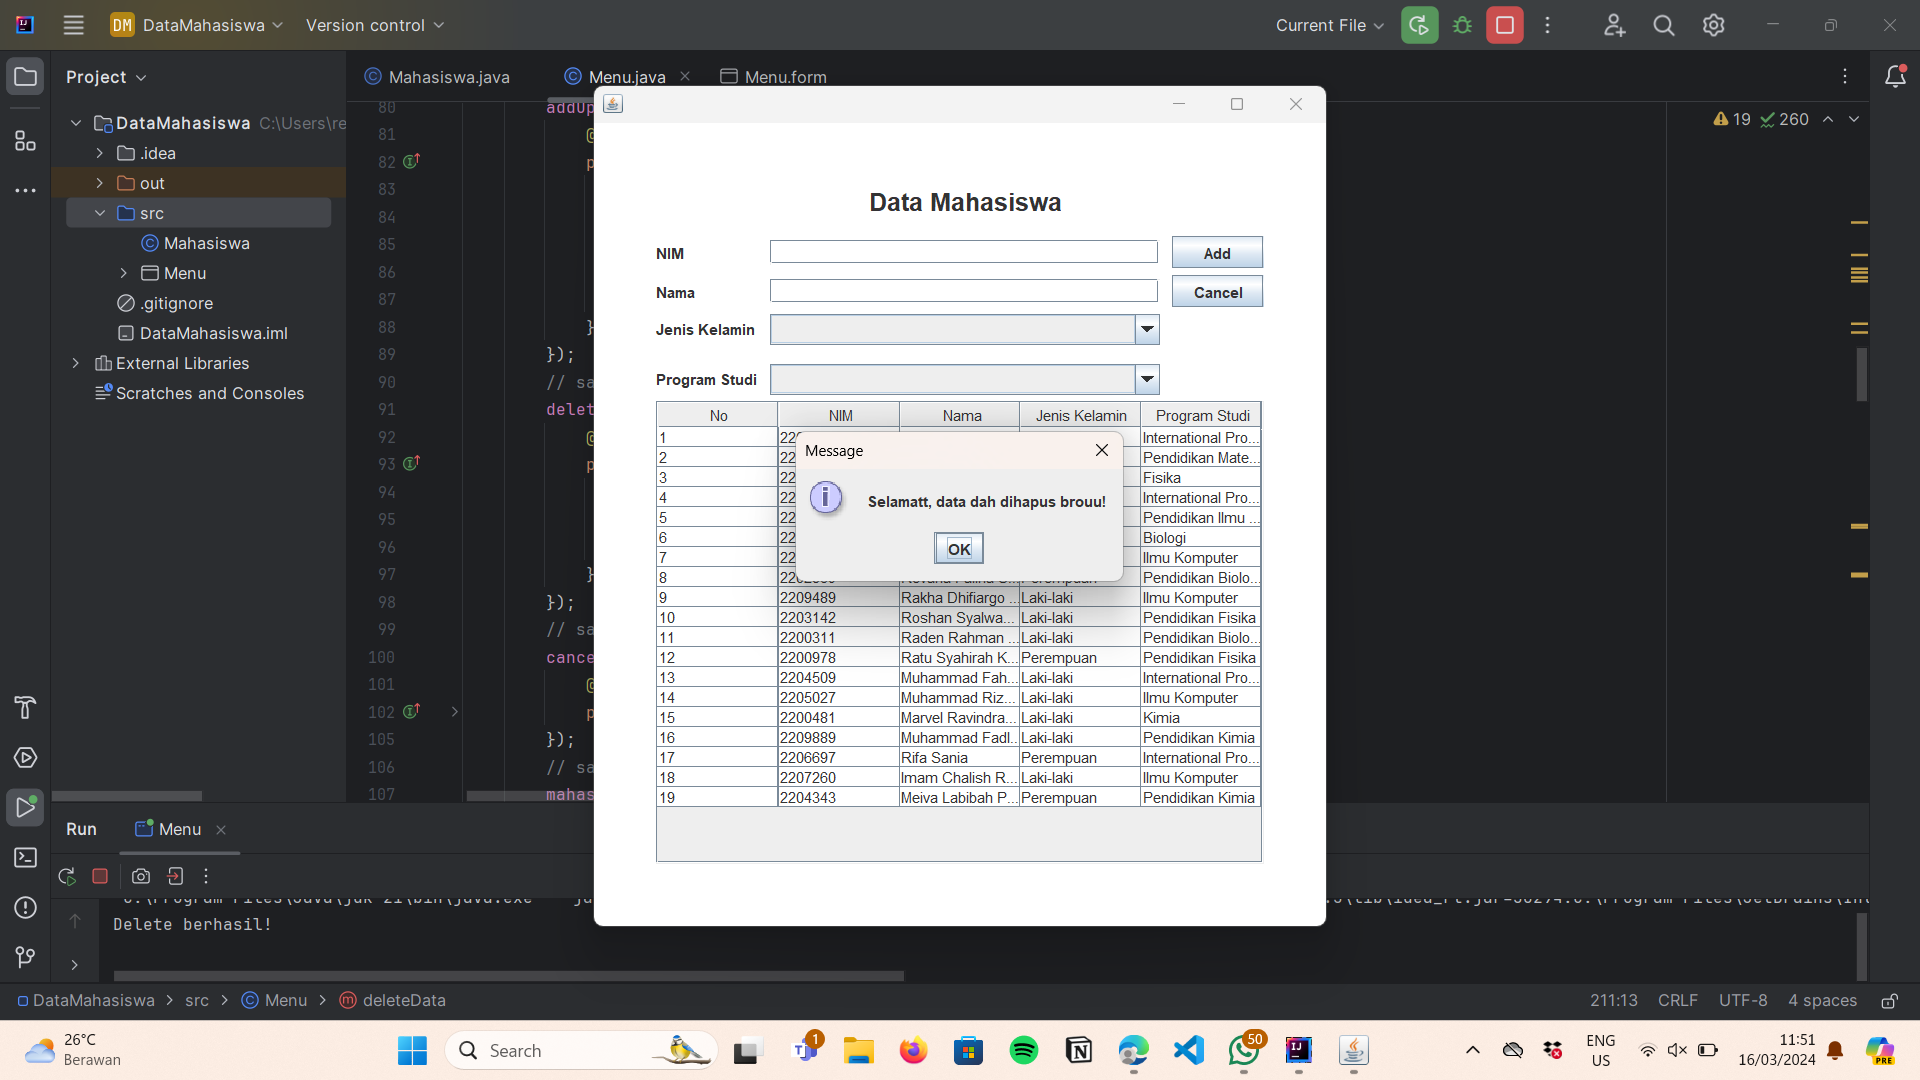 DM DataMahasiswa Version control Current File
Project
Mahasiswa.java Menu.java Menu.form
DataMahasiswa C:\Users\re
.idea
out
src
Mahasiswa
Menu
.gitignore
DataMahasiswa.iml
External Libraries
Scratches and Consoles
19 260
80 addUp
81 @
82 p
83
84
85
86
87
88 }
89 });
90 // sa
91 delet
92 @
93 p
94
95
96
97 }
98 });
99 // sa
100 cance
101 @
102 p
105 });
106 // sa
107 mahas
Data Mahasiswa
NIM Add
Nama Cancel
Jenis Kelamin
Program Studi
No NIM Nama Jenis Kelamin Program Studi
1 22 International Pro...
2 22 Pendidikan Mate...
3 22 Fisika
4 22 International Pro...
5 22 Pendidikan Ilmu ...
6 22 Biologi
7 22 Ilmu Komputer
8 Perempuan Pendidikan Biolo...
9 2209489 Rakha Dhifiargo ... Laki-laki Ilmu Komputer
10 2203142 Roshan Syalwa... Laki-laki Pendidikan Fisika
11 2200311 Raden Rahman ... Laki-laki Pendidikan Biolo...
12 2200978 Ratu Syahirah K... Perempuan Pendidikan Fisika
13 2204509 Muhammad Fah... Laki-laki International Pro...
14 2205027 Muhammad Riz... Laki-laki Ilmu Komputer
15 2200481 Marvel Ravindra... Laki-laki Kimia
16 2209889 Muhammad Fadl... Laki-laki Pendidikan Kimia
17 2206697 Rifa Sania Perempuan International Pro...
18 2207260 Imam Chalish R... Laki-laki Ilmu Komputer
19 2204343 Meiva Labibah P... Perempuan Pendidikan Kimia
Message
Selamatt, data dah dihapus brouu!
OK
Run Menu
Delete berhasil!
DataMahasiswa > src > Menu > deleteData 211:13 CRLF UTF-8 4 spaces
26°C
Berawan
Search
1
50
ENG
US
11:51
16/03/2024
PRE